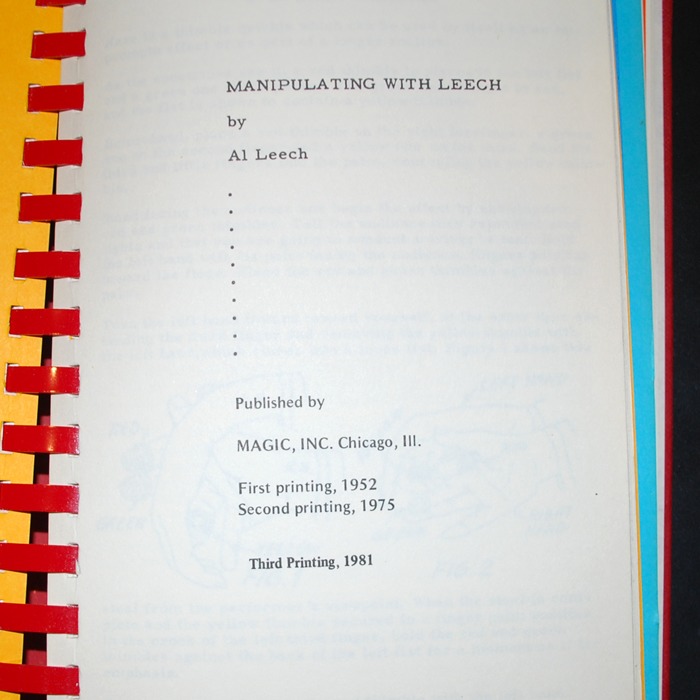 MANIPULATING WITH LEECH
by
Al Leech
Published by
MAGIC, INC. Chicago, Ill.
First printing, 1952
Second printing, 1975
Third Printing, 1981